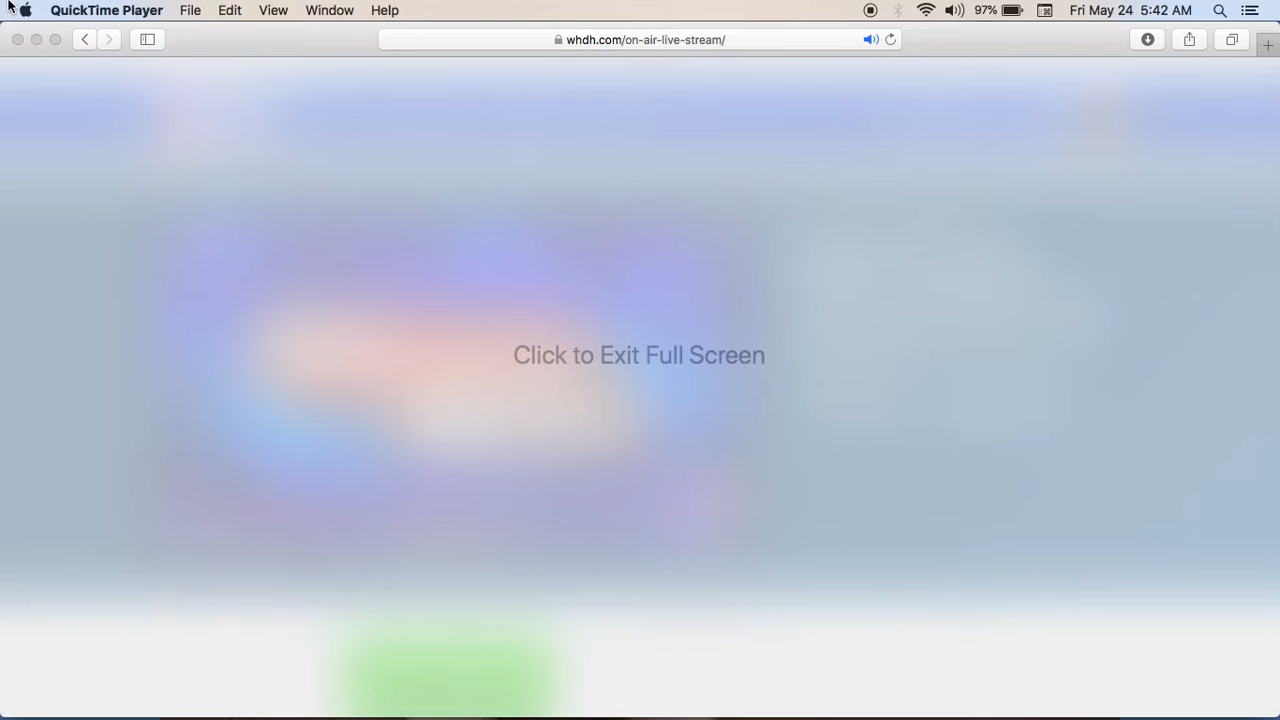 QuickTime Player File Edit View Window Help 97% Fri May 24 5:42 AM
whdh.com/on-air-live-stream/
Click to Exit Full Screen